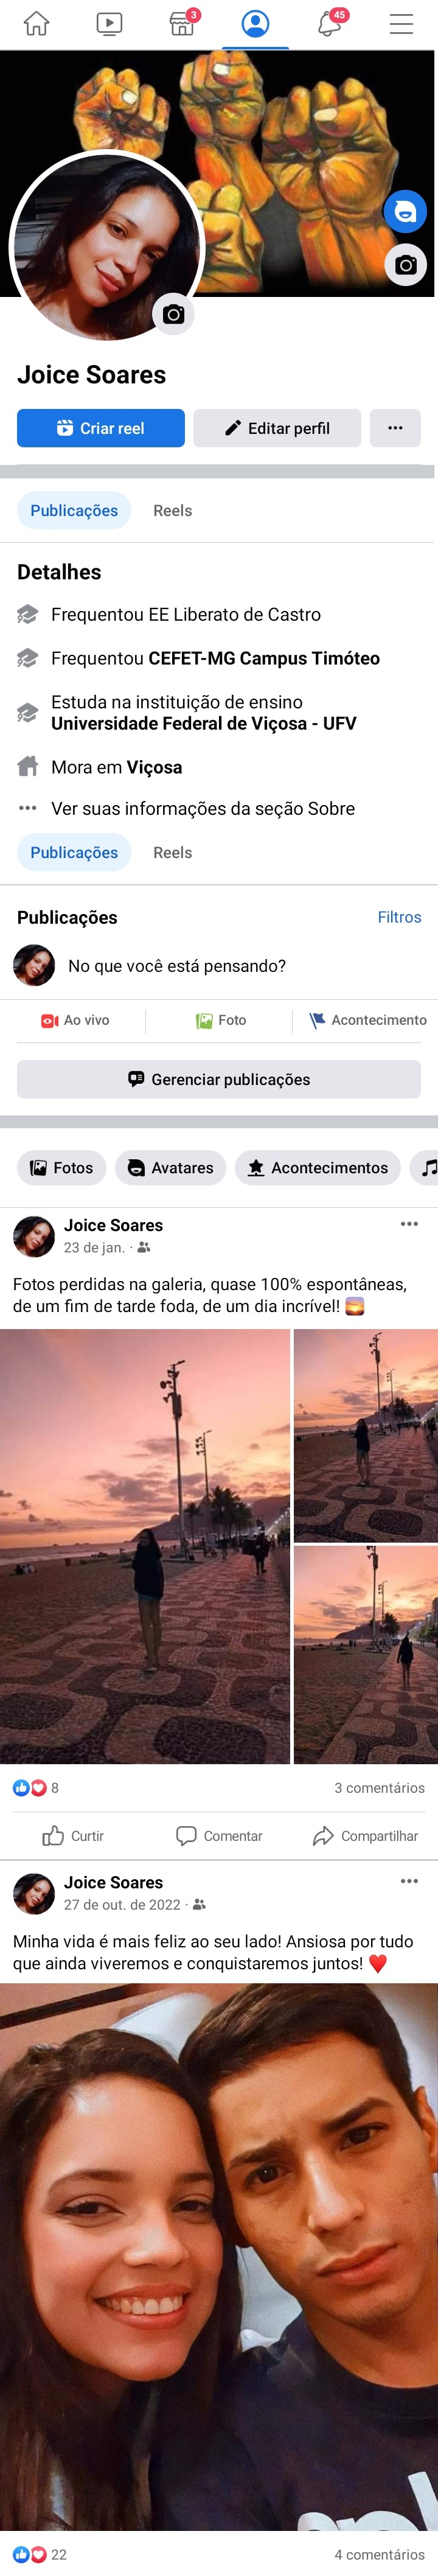 3
45
Joice Soares
Criar reel
Editar perfil
Publicações
Reels
Detalhes
Frequentou EE Liberato de Castro
Frequentou CEFET-MG Campus Timóteo
Estuda na instituição de ensino
Universidade Federal de Viçosa - UFV
Mora em Viçosa
Ver suas informações da seção Sobre
Publicações
Reels
Publicações
Filtros
No que você está pensando?
Ao vivo
Foto
Acontecimento
Gerenciar publicações
Fotos
Avatares
Acontecimentos
Joice Soares
23 de jan. ·
Fotos perdidas na galeria, quase 100% espontâneas,
de um fim de tarde foda, de um dia incrível! 🌅
8
3 comentários
Curtir
Comentar
Compartilhar
Joice Soares
27 de out. de 2022 ·
Minha vida é mais feliz ao seu lado! Ansiosa por tudo
que ainda viveremos e conquistaremos juntos! ♥️
22
4 comentários